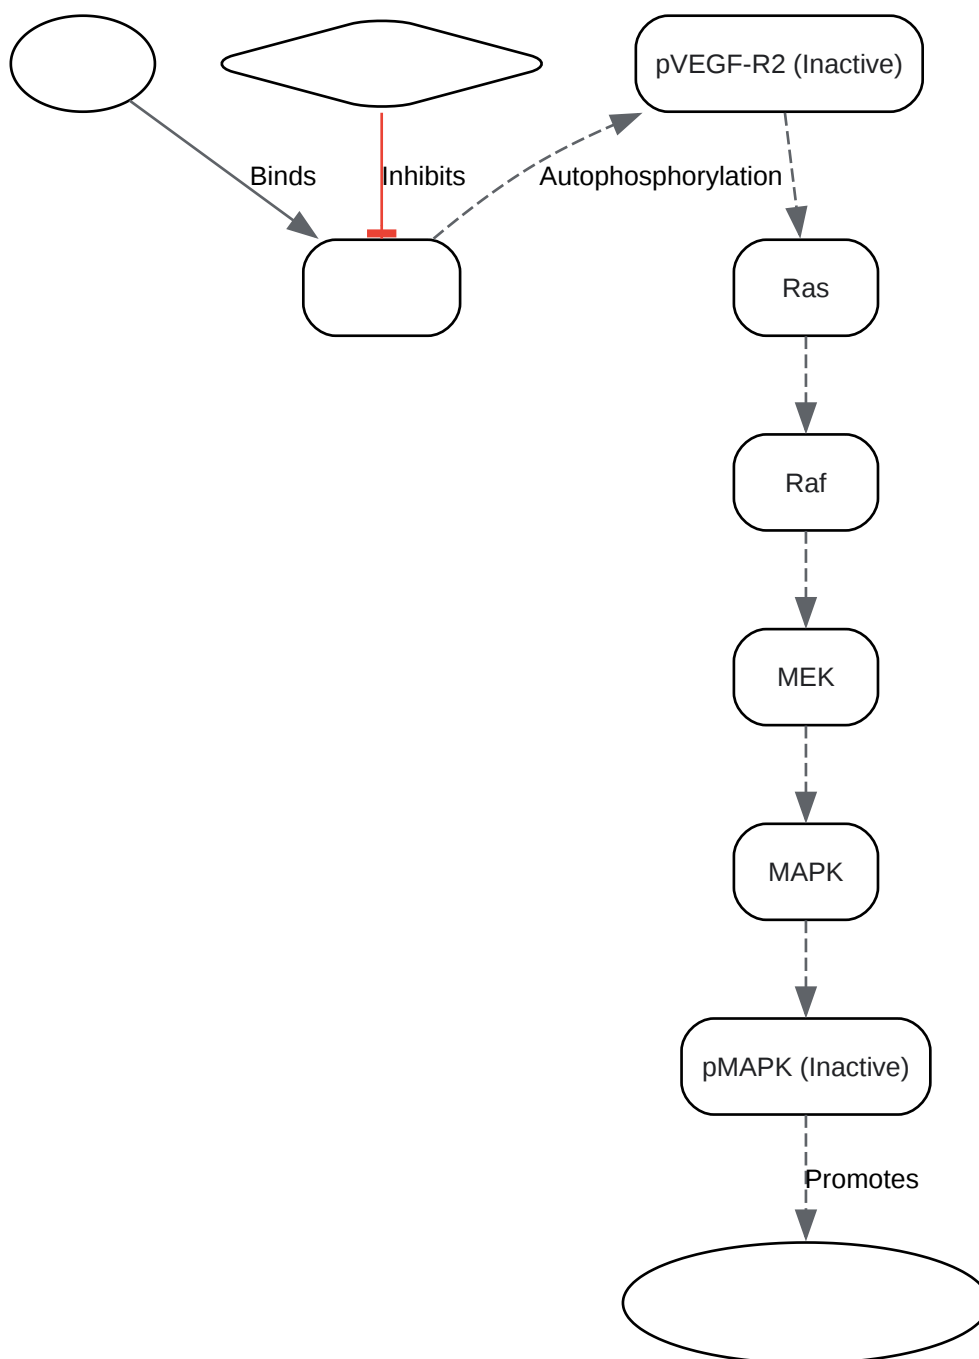 pVEGF-R2 (Inactive)
Binds
Inhibits
Autophosphorylation
Ras
Raf
MEK
MAPK
pMAPK (Inactive)
Promotes